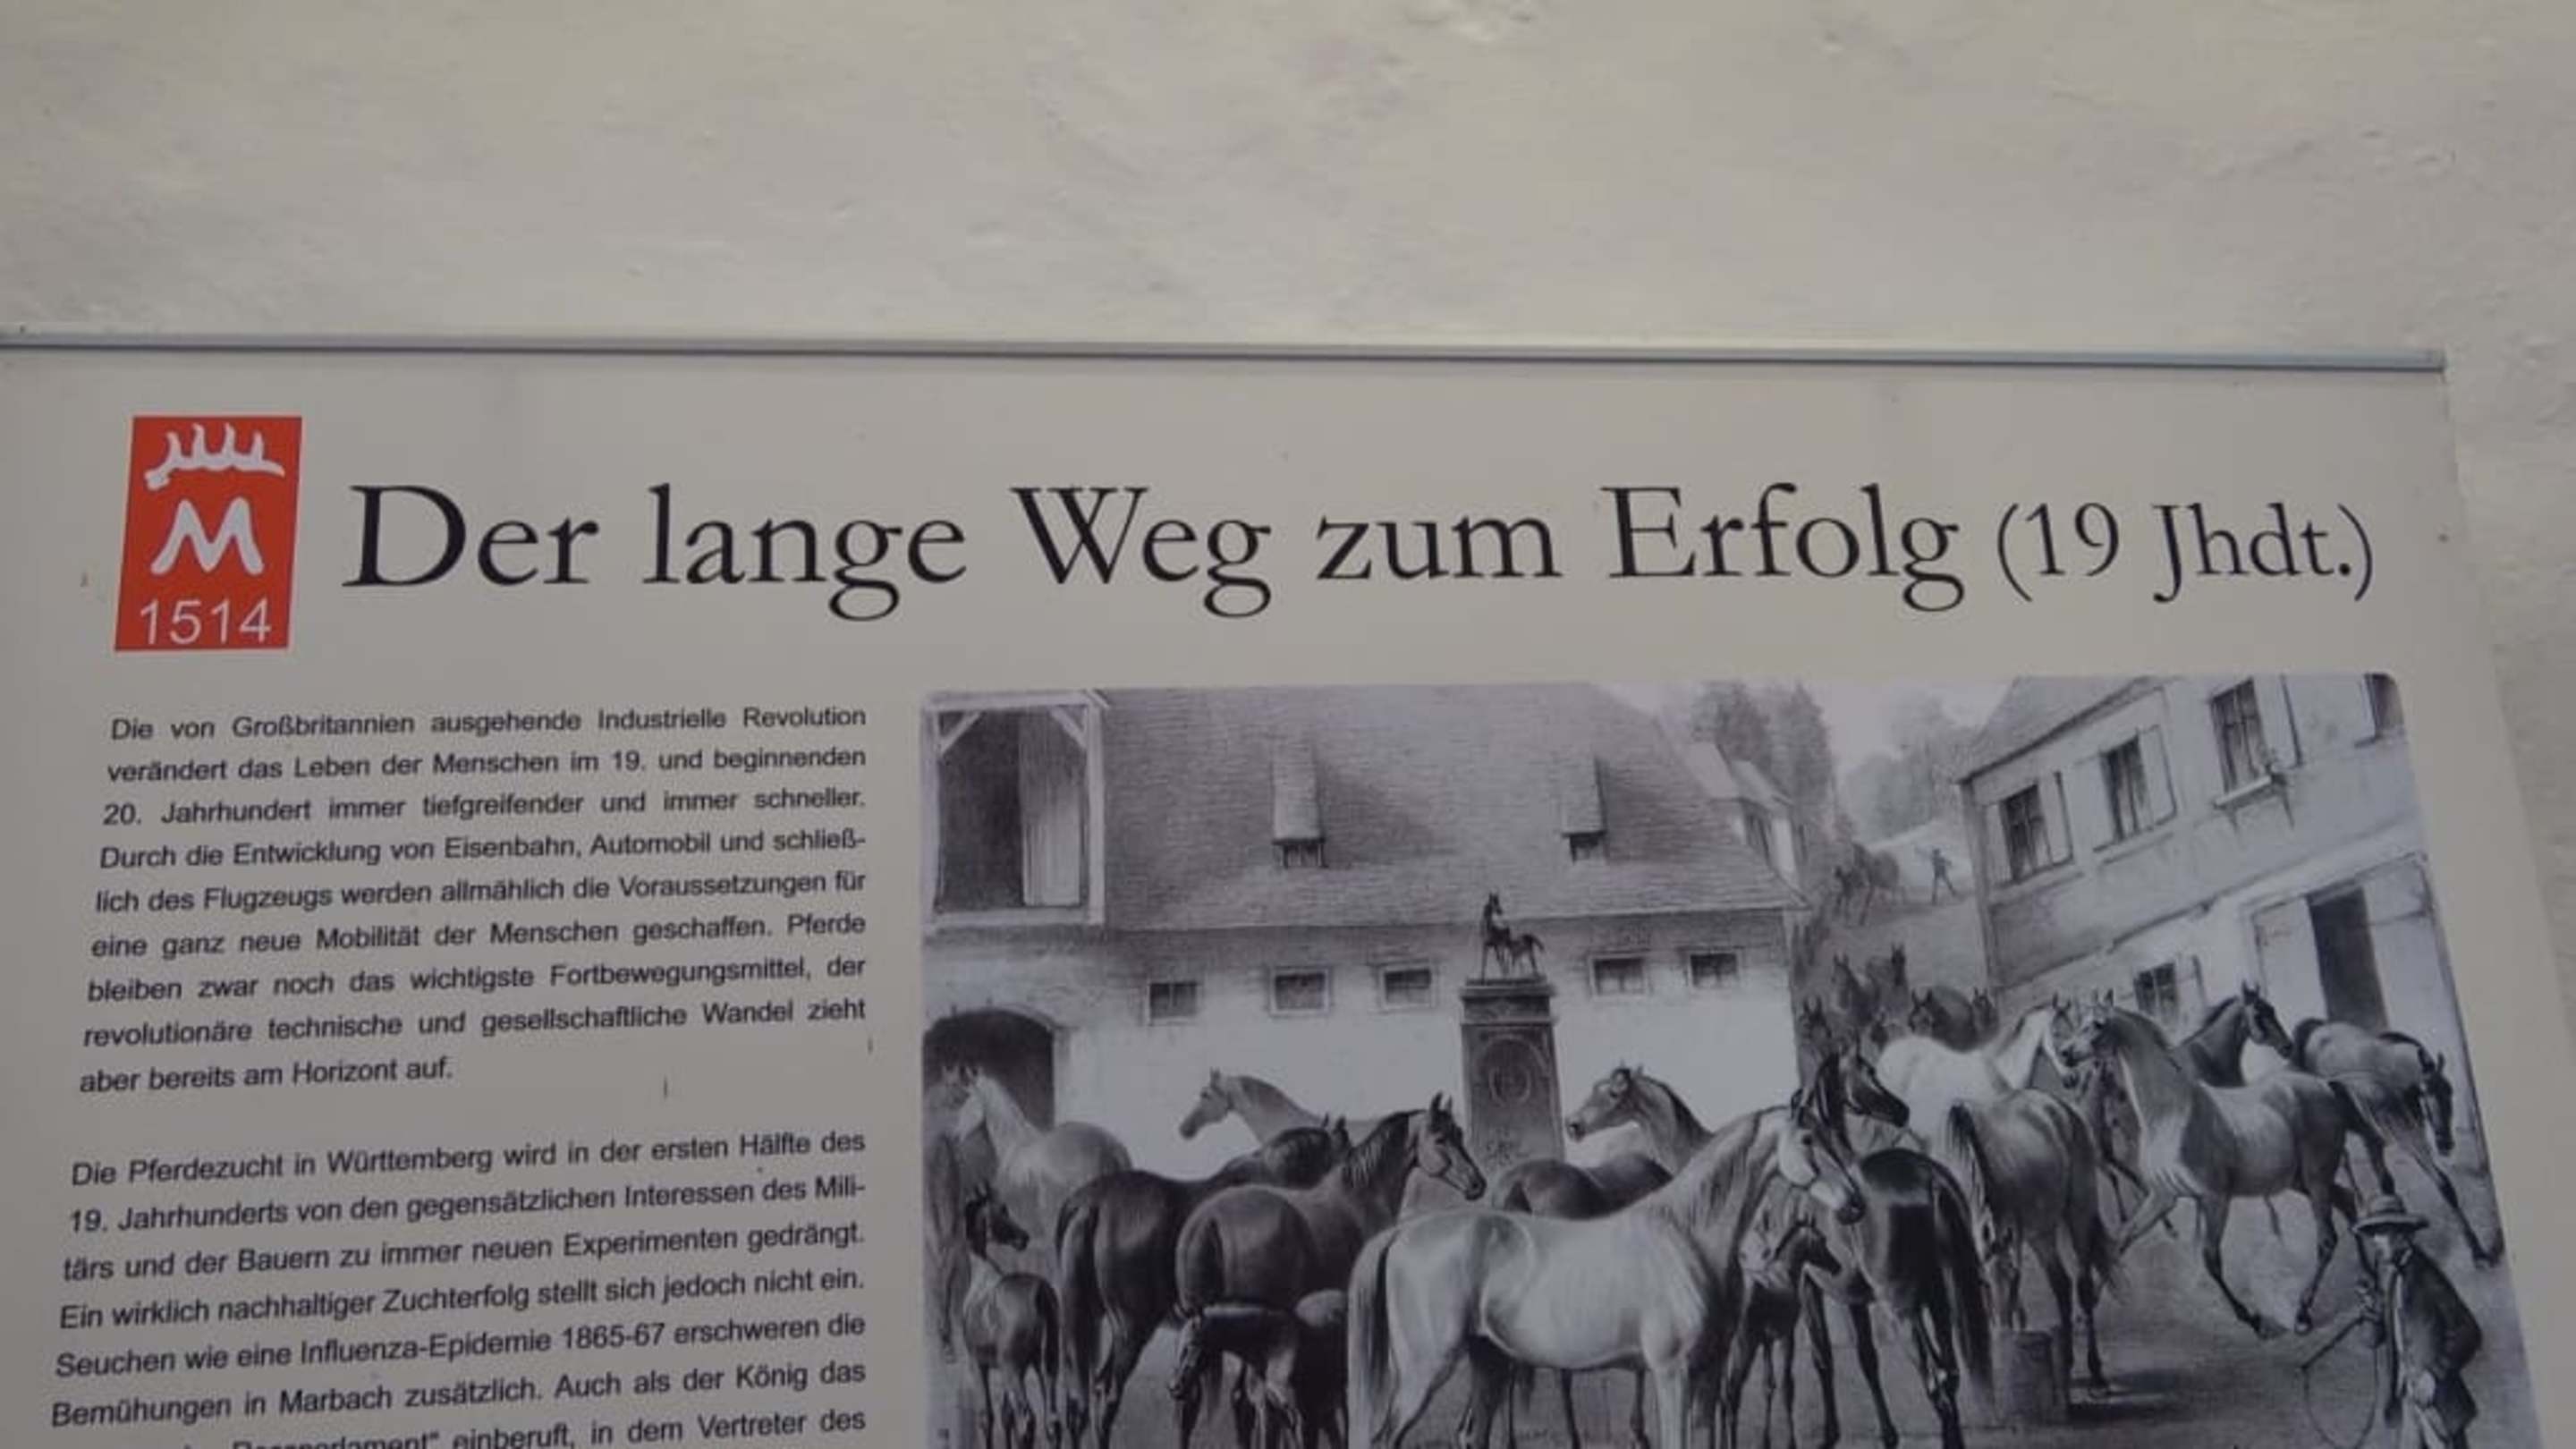 M
1514
Der lange Weg zum Erfolg (19 Jhdt.)
Die von Großbritannien ausgehende Industrielle Revolution
verändert das Leben der Menschen im 19. und beginnenden
20. Jahrhundert immer tiefgreifender und immer schneller.
Durch die Entwicklung von Eisenbahn, Automobil und schließ-
lich des Flugzeugs werden allmählich die Voraussetzungen für
eine ganz neue Mobilität der Menschen geschaffen. Pferde
bleiben zwar noch das wichtigste Fortbewegungsmittel, der
revolutionäre technische und gesellschaftliche Wandel zieht
aber bereits am Horizont auf.
Die Pferdezucht in Württemberg wird in der ersten Hälfte des
19. Jahrhunderts von den gegensätzlichen Interessen des Mili-
tärs und der Bauern zu immer neuen Experimenten gedrängt.
Ein wirklich nachhaltiger Zuchterfolg stellt sich jedoch nicht ein.
Seuchen wie eine Influenza-Epidemie 1865-67 erschweren die
Bemühungen in Marbach zusätzlich. Auch als der König das
einberuft, in dem Vertreter des